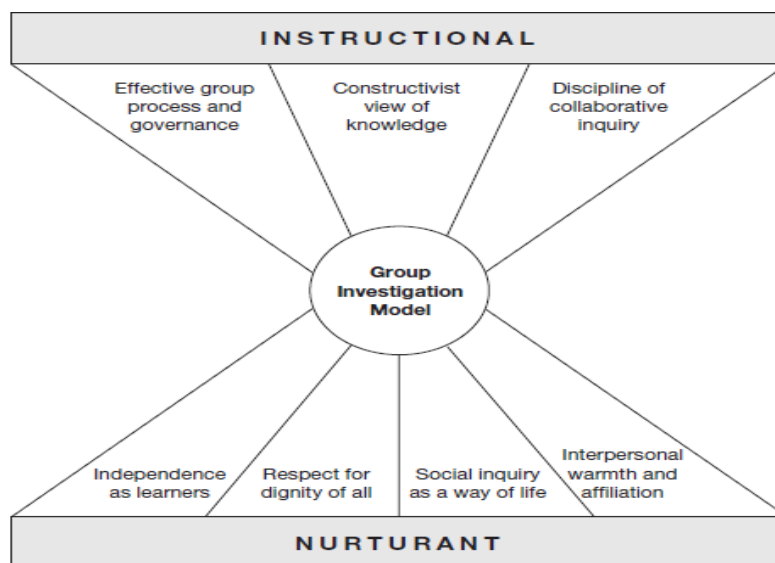 INSTRUCTIONAL
Effective group
process and
governance
Constructivist
view of
knowledge
Discipline of
collaborative
inquiry
Group
Investigation
Model
Independence
as learners
Respect for
dignity of all
Social inquiry
as a way of life
Interpersonal
warmth and
affiliation
NURTURANT